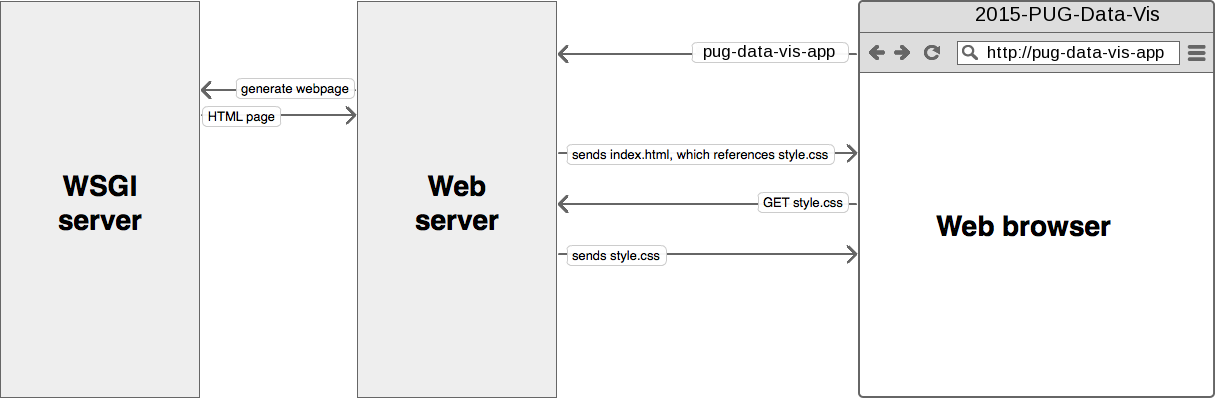 2015-PUG-Data-Vis
pug-data-vis-app
http://pug-data-vis-app
generate webpage
HTML page
sends index.html, which references style.css
WSGI
server
Web
server
GET style.css
Web browser
sends style.css